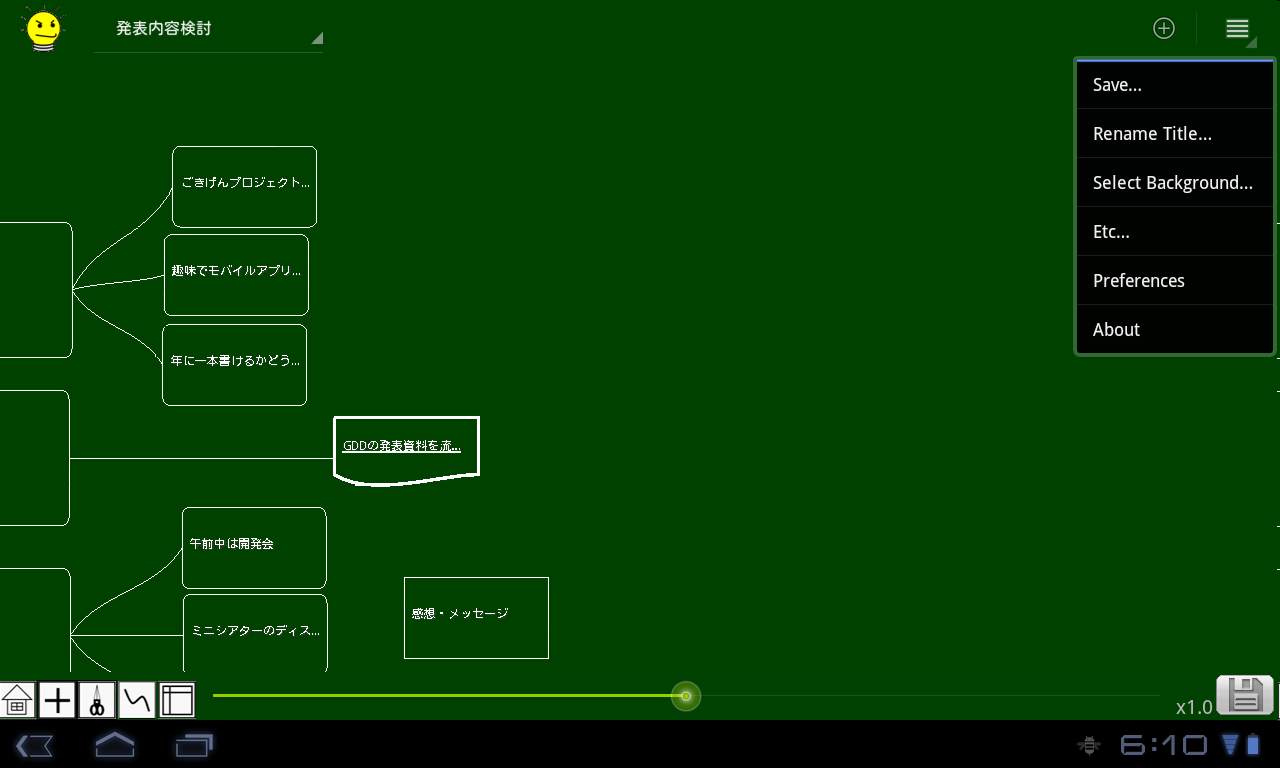 発表内容検討
Save...
Rename Title...
Select Background...
Etc...
Preferences
About
ごきげんプロジェクト...
趣味でモバイルアプリ...
年に一本書けるかどう...
GDDの発表資料を流...
午前中は開発会
ミニシアターのディス...
感想・メッセージ
x1.0
6:10